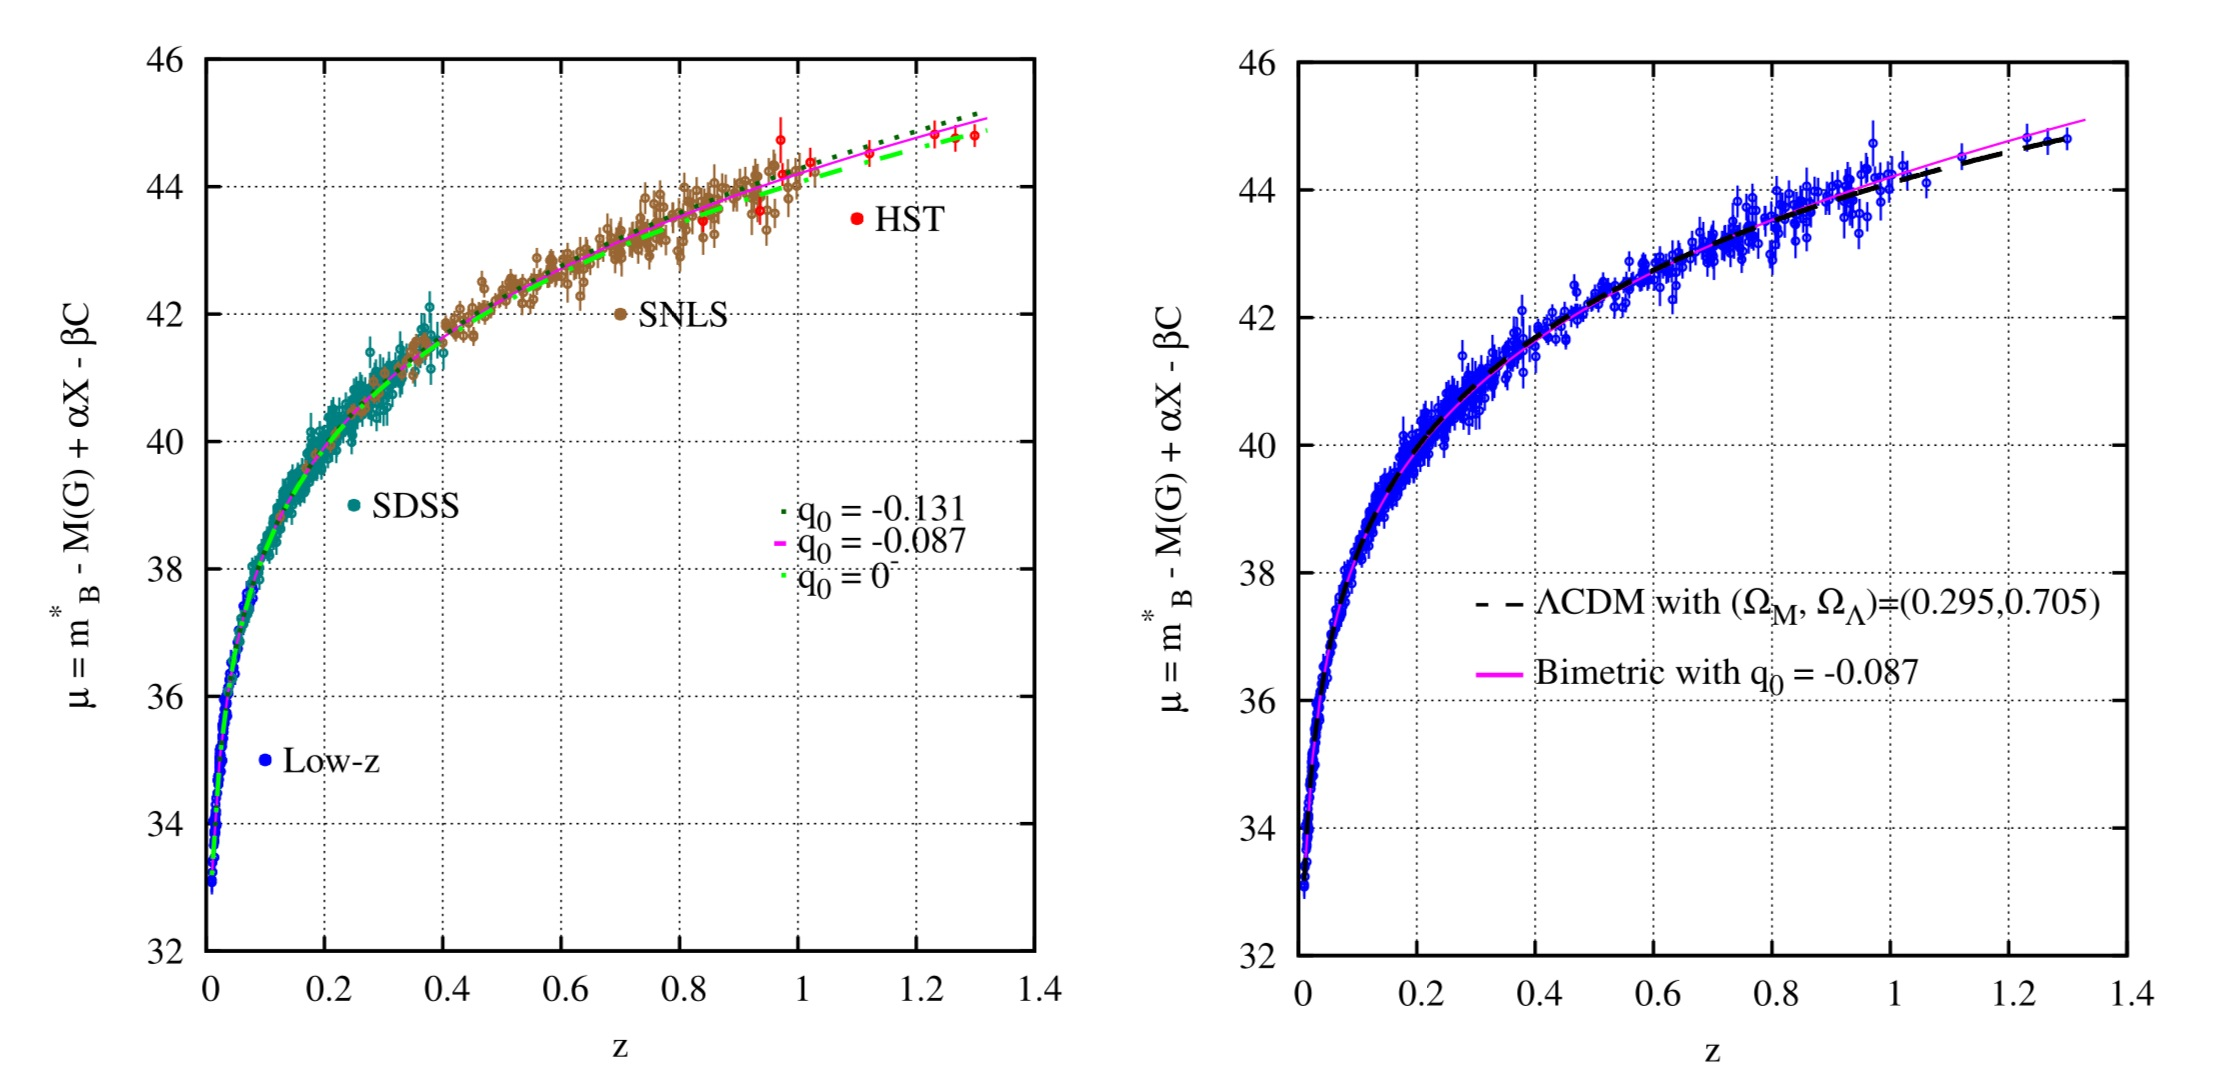 46
44
42
40
38
36
34
32
0 0.2 0.4 0.6 0.8 1 1.2 1.4
z
μ = m*B - M(G) + αX - βC
HST
SNLS
SDSS
Low-z
q0 = -0.131
q0 = -0.087
q0 = 0-
46
44
42
40
38
36
34
32
0 0.2 0.4 0.6 0.8 1 1.2 1.4
z
μ = m*B - M(G) + αX - βC
ΛCDM with (ΩM, ΩΛ)=(0.295,0.705)
Bimetric with q0 = -0.087